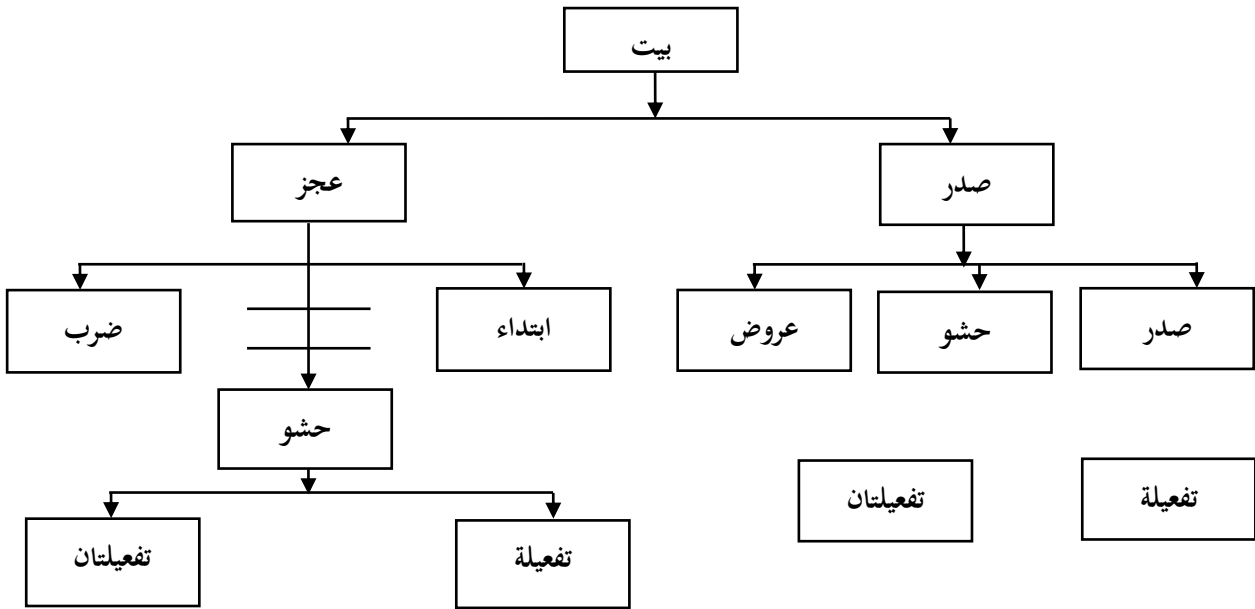 بيت
صدر
عجز
صدر
حشو
عروض
ابتداء
ضرب
حشو
تفعيلة
تفعيلتان
تفعيلة
تفعيلتان